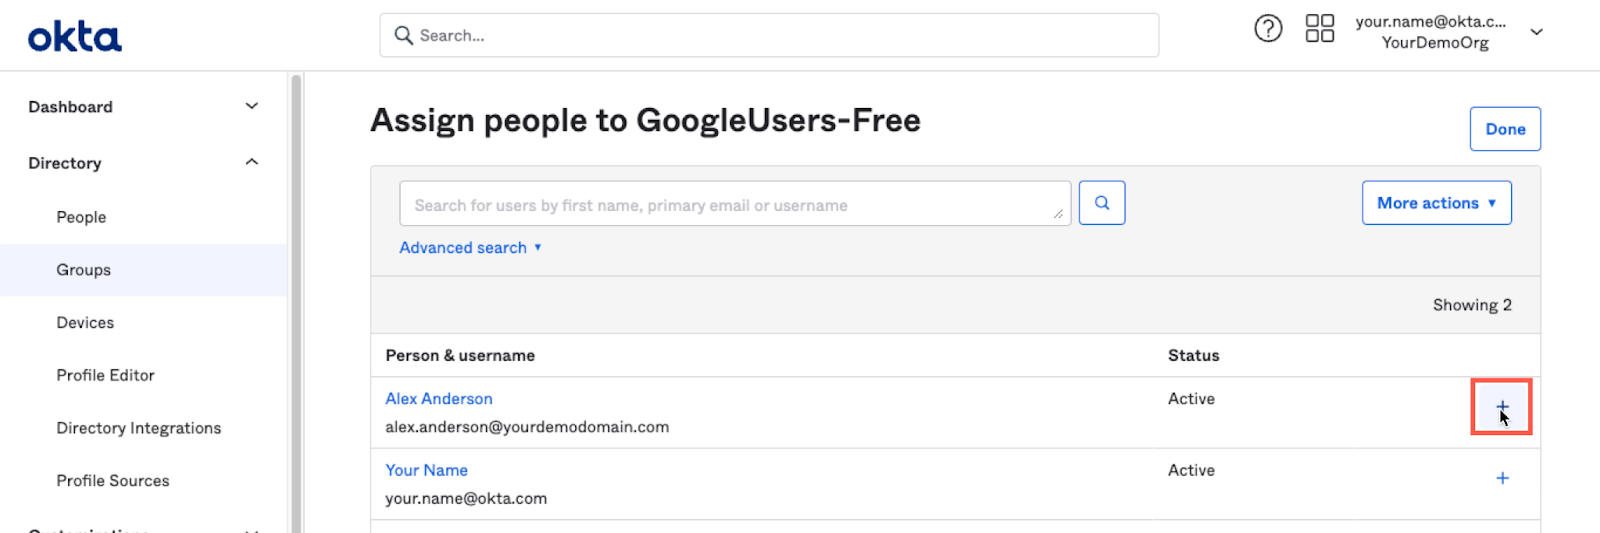 okta
Search...
your.name@okta.c...
YourDemoOrg
Dashboard
Directory
People
Groups
Devices
Profile Editor
Directory Integrations
Profile Sources
Customizations
Assign people to GoogleUsers-Free
Done
Search for users by first name, primary email or username
More actions
Advanced search
Showing 2
Person & username
Status
Alex Anderson
Active
alex.anderson@yourdemodomain.com
Your Name
Active
your.name@okta.com